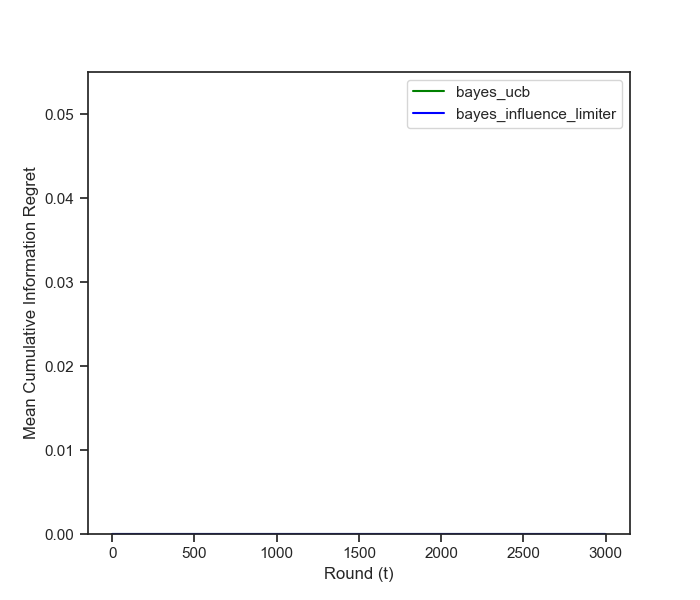 bayes_ucb
bayes_influence_limiter
Mean Cumulative Information Regret
0.05
0.04
0.03
0.02
0.01
0.00
0 500 1000 1500 2000 2500 3000
Round (t)